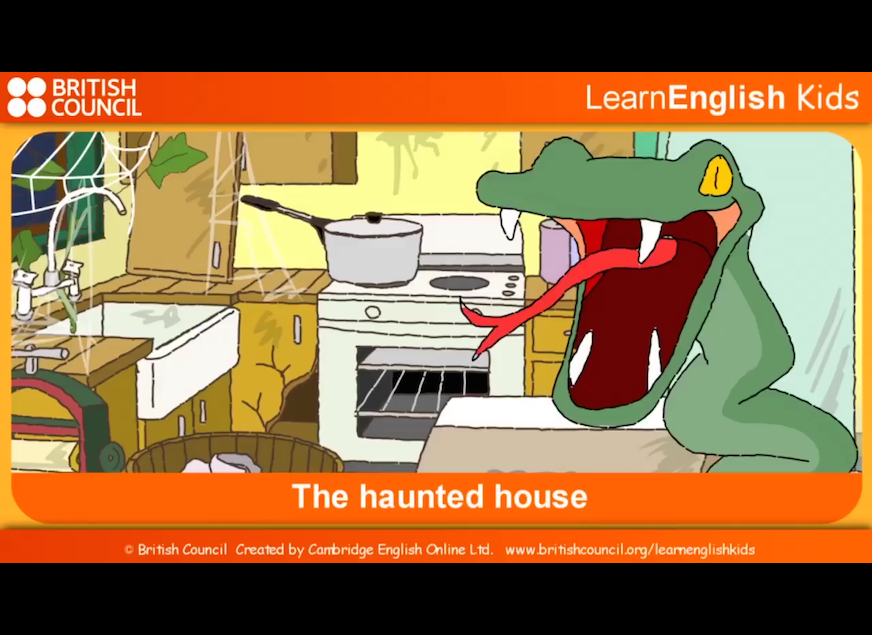 BRITISH
COUNCIL
LearnEnglish Kids
The haunted house
© British Council Created by Cambridge English Online Ltd. www.britishcouncil.org/learnenglishkids